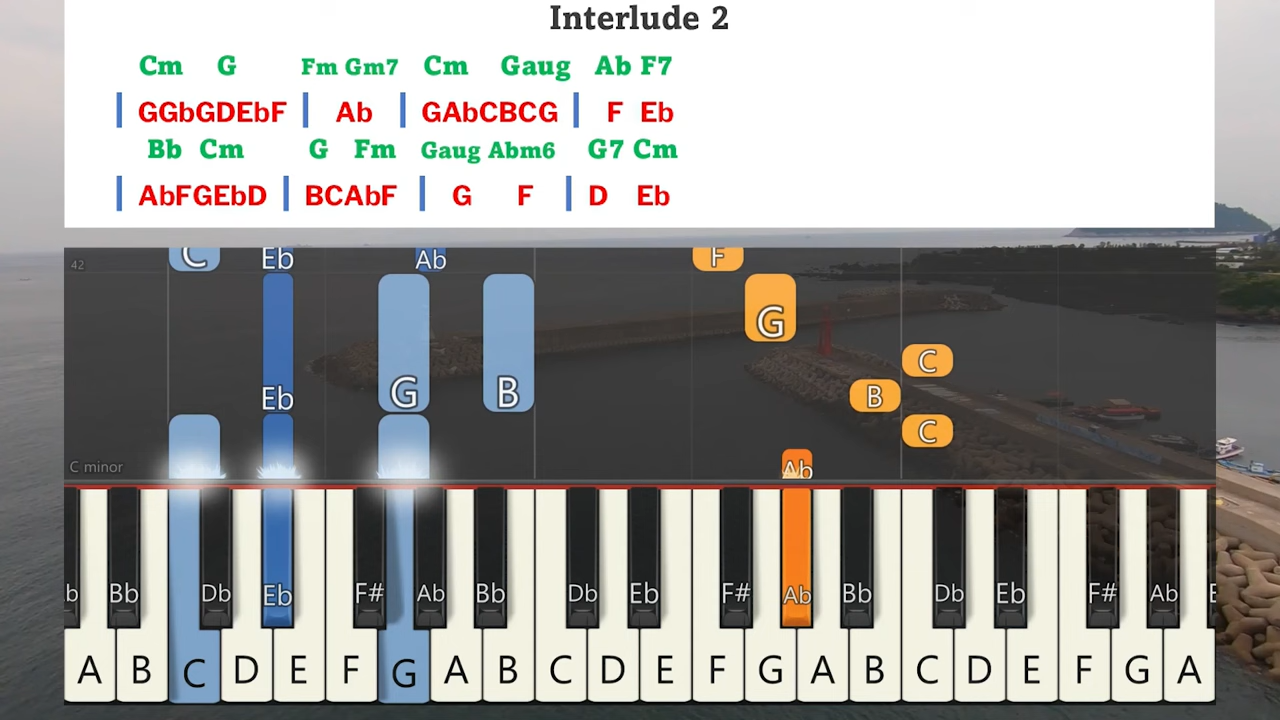 Interlude 2
Cm G Fm Gm7 Cm Gaug Ab F7
| GGbGDEbF | Ab | GAbCBCG | F Eb
Bb Cm G Fm Gaug Abm6 G7 Cm
| AbFGEbD | BCAbF | G F | D Eb
42 C Eb Ab F
G
C
Eb G B B
C
C minor Ab
b Bb Db Eb F# Ab Bb Db Eb F# Ab Bb Db Eb F# Ab
A B C D E F G A B C D E F G A B C D E F G A